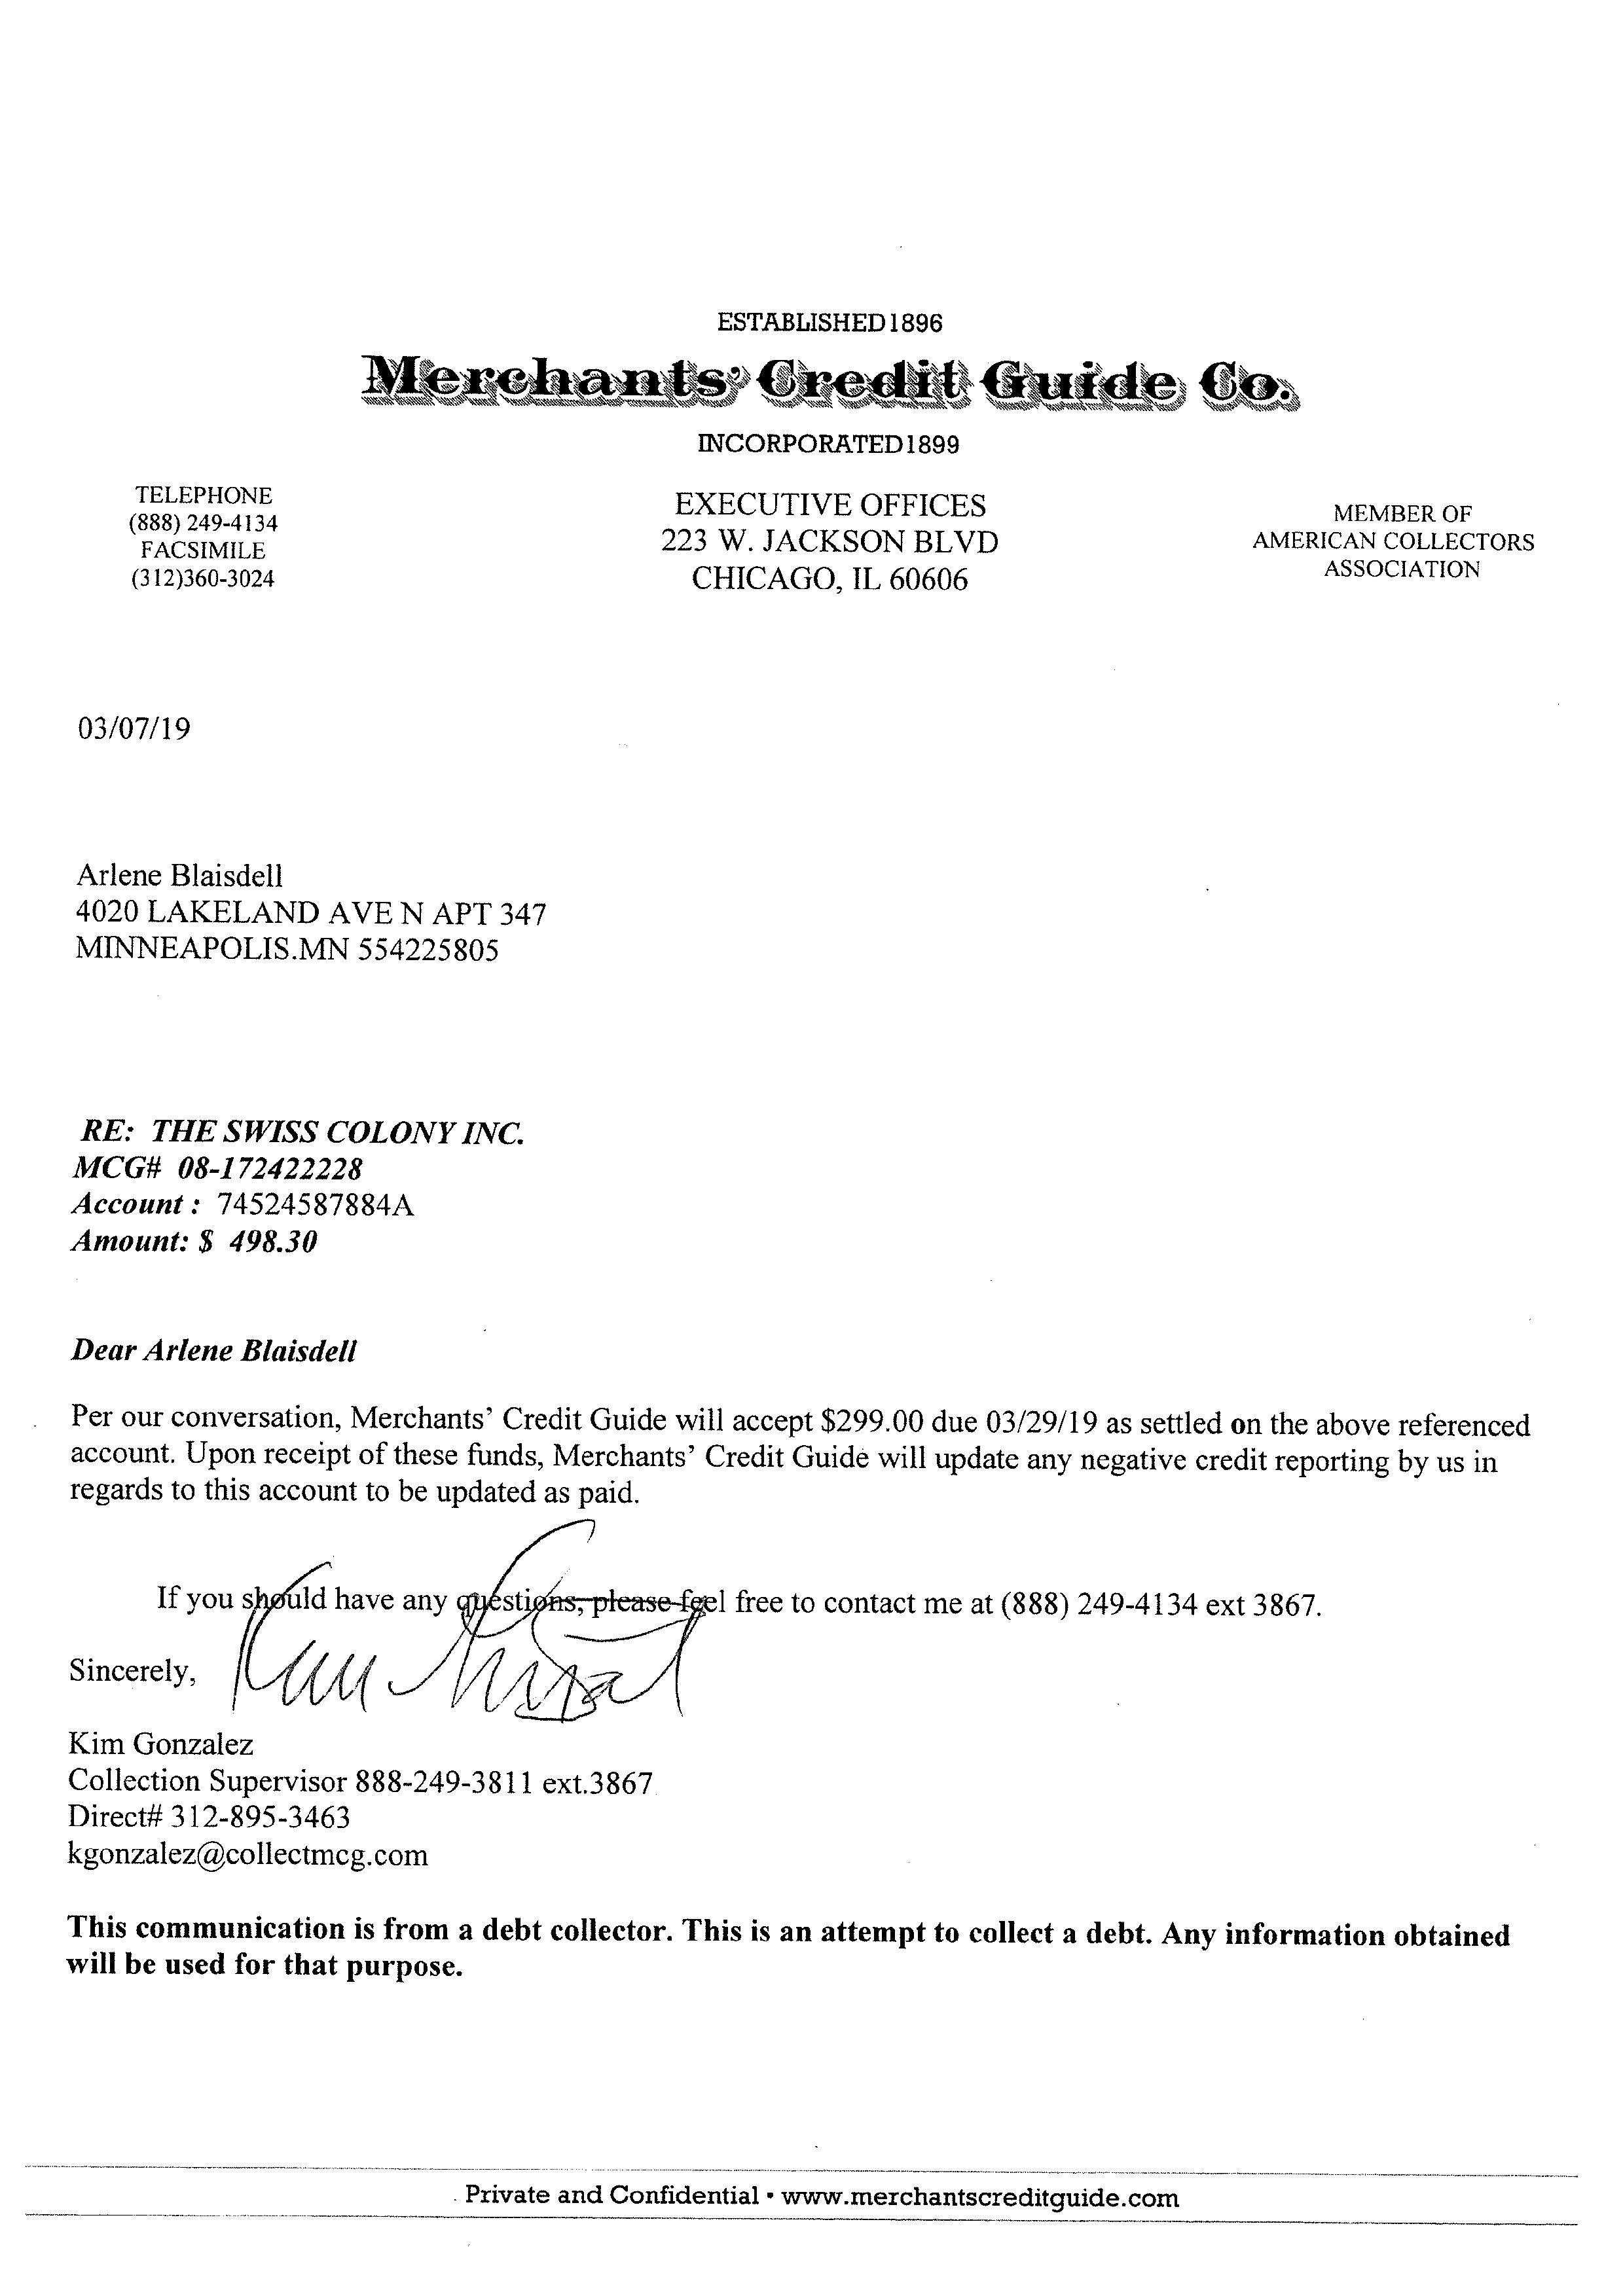 ESTABLISHED1896
Merchants' Credit Guide Co.
INCORPORATED1899
TELEPHONE
(888) 249-4134
FACSIMILE
(312)360-3024
EXECUTIVE OFFICES
223 W. JACKSON BLVD
CHICAGO, IL 60606
MEMBER OF
AMERICAN COLLECTORS
ASSOCIATION
03/07/19
Arlene Blaisdell
4020 LAKELAND AVE N APT 347
MINNEAPOLIS.MN 554225805
RE: THE SWISS COLONY INC.
MCG# 08-172422228
Account : 74524587884A
Amount: $ 498.30
Dear Arlene Blaisdell
Per our conversation, Merchants' Credit Guide will accept $299.00 due 03/29/19 as settled on the above referenced
account. Upon receipt of these funds, Merchants' Credit Guide will update any negative credit reporting by us in
regards to this account to be updated as paid.
If you should have any questions, please feel free to contact me at (888) 249-4134 ext 3867.
Sincerely,
Kim Gonzalez
Collection Supervisor 888-249-3811 ext.3867
Direct# 312-895-3463
kgonzalez@collectmcg.com
This communication is from a debt collector. This is an attempt to collect a debt. Any information obtained
will be used for that purpose.
Private and Confidential • www.merchantscreditguide.com